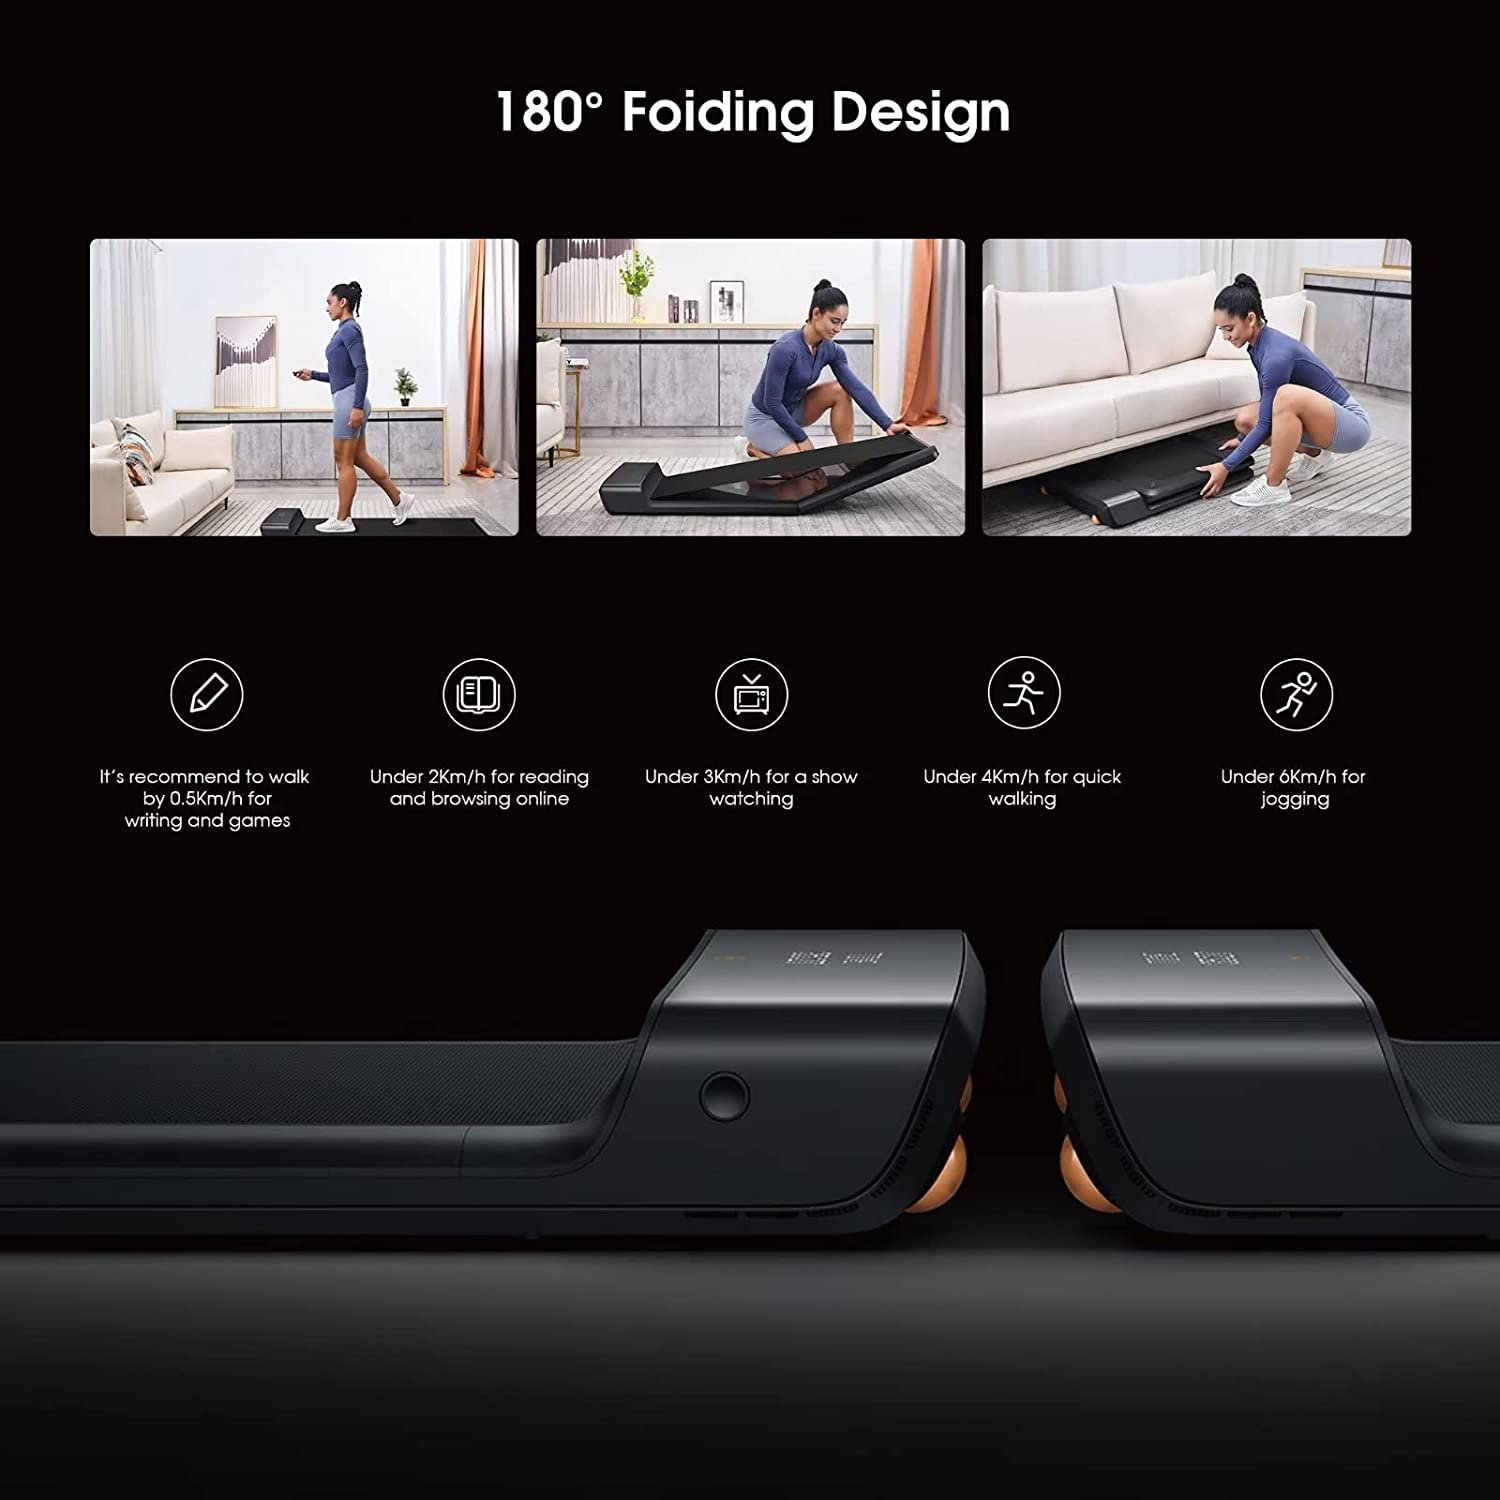 180° Foiding Design
It's recommend to walk
by 0.5Km/h for
writing and games
Under 2Km/h for reading
and browsing online
Under 3Km/h for a show
watching
Under 4Km/h for quick
walking
Under 6Km/h for
jogging